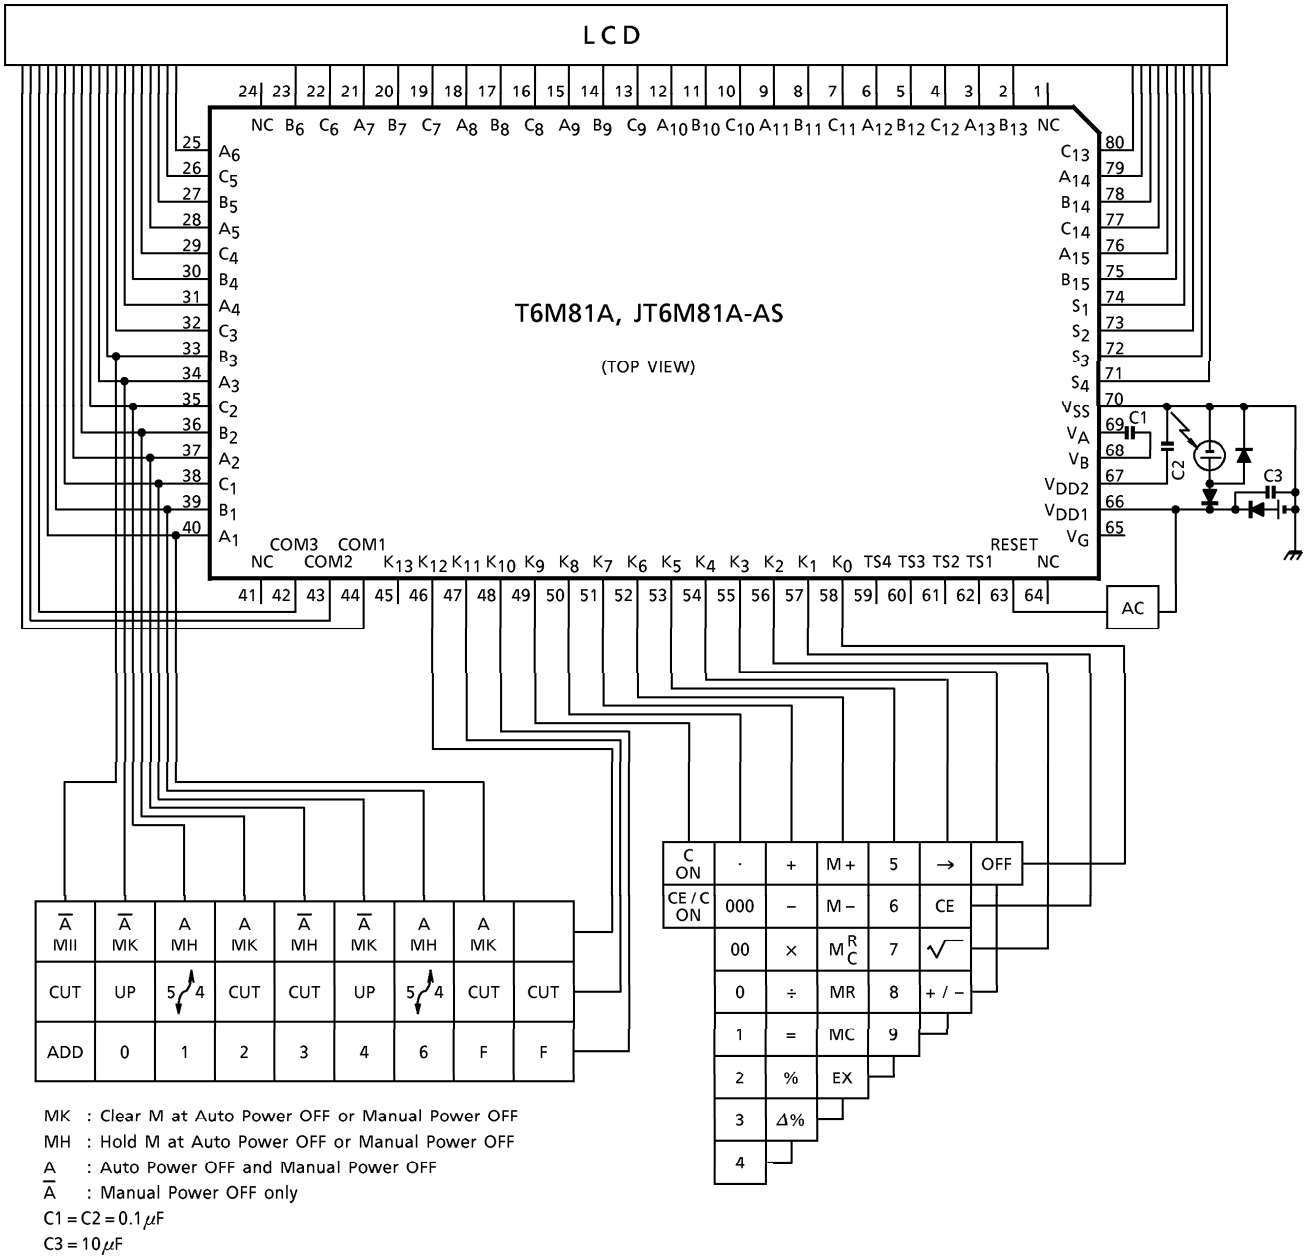 LCD
24 23 22 21 20 19 18 17 16 15 14 13 12 11 10 9 8 7 6 5 4 3 2 1
NC B6 C6 A7 B7 C7 A8 B8 C8 A9 B9 C9 A10 B10 C10 A11 B11 C11 A12 B12 C12 A13 B13 NC
25 A6
26 C5
27 B5
28 A5
29 C4
30 B4
31 A4
32 C3
33 B3
34 A3
35 C2
36 B2
37 A2
38 C1
39 B1
40 A1
C13 80
A14 79
B14 78
C14 77
A15 76
B15 75
S1 74
S2 73
S3 72
S4 71
VSS 70
VA 69
VB 68
VDD2 67
VDD1 66
VG 65
T6M81A, JT6M81A-AS
(TOP VIEW)
C1
C2
C3
COM3 COM1 RESET
NC COM2 K13 K12 K11 K10 K9 K8 K7 K6 K5 K4 K3 K2 K1 K0 TS4 TS3 TS2 TS1 NC
41 42 43 44 45 46 47 48 49 50 51 52 53 54 55 56 57 58 59 60 61 62 63 64
AC
C ON · + M+ 5 → OFF
CE/C ON 000 − M− 6 CE
00 × M R C 7 √
0 ÷ MR 8 +/−
1 = MC 9
2 % EX
3 Δ%
4
A̅ A̅ A A A̅ A̅ A A
MII MK MH MK MH MK MH MK
CUT UP 5 4 CUT CUT UP 5 4 CUT CUT
ADD 0 1 2 3 4 6 F F
MK : Clear M at Auto Power OFF or Manual Power OFF
MH : Hold M at Auto Power OFF or Manual Power OFF
A : Auto Power OFF and Manual Power OFF
A̅ : Manual Power OFF only
C1=C2=0.1μF
C3=10μF